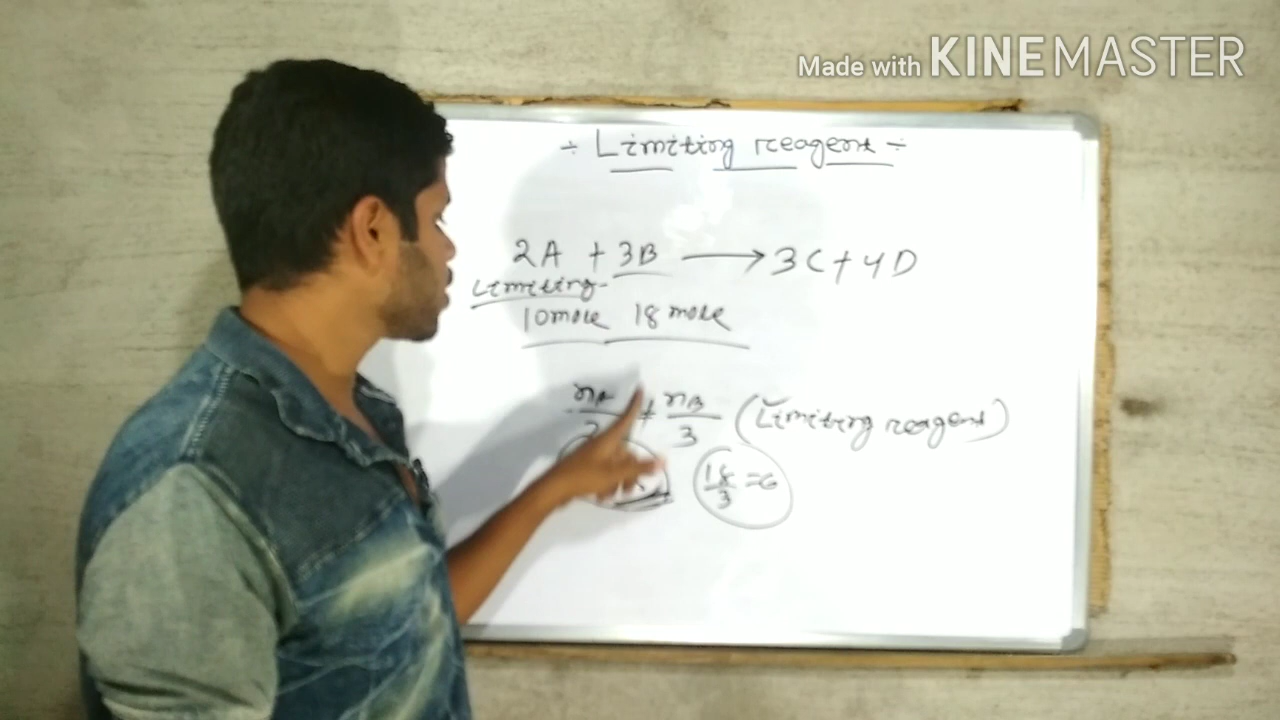 Made with KINEMASTER
÷ Limiting reagent ÷
2A + 3B ⟶ 3C + 4D
Limiting
10 mole 18 mole
nA/2 ≠ nB/3 (Limiting reagent)
18/3 = 6